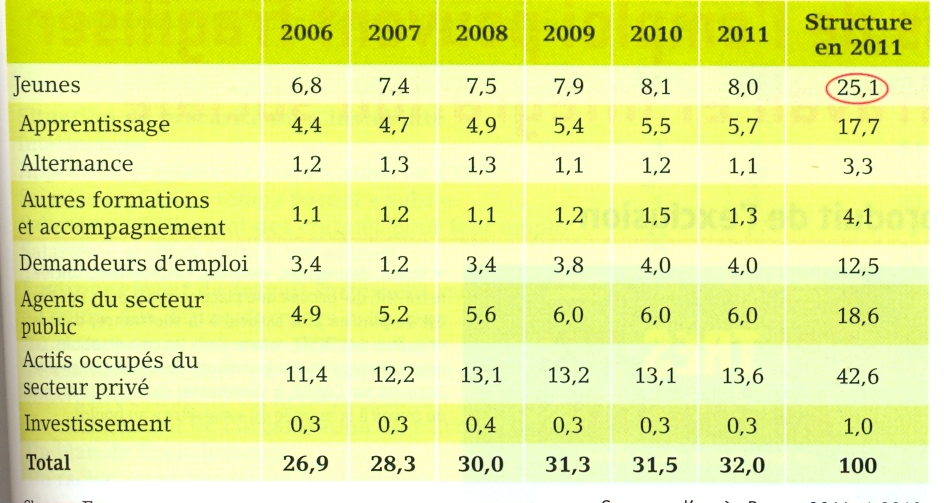 2006 2007 2008 2009 2010 2011 Structure en 2011
Jeunes 6,8 7,4 7,5 7,9 8,1 8,0 25,1
Apprentissage 4,4 4,7 4,9 5,4 5,5 5,7 17,7
Alternance 1,2 1,3 1,3 1,1 1,2 1,1 3,3
Autres formations
et accompagnement 1,1 1,2 1,1 1,2 1,5 1,3 4,1
Demandeurs d'emploi 3,4 1,2 3,4 3,8 4,0 4,0 12,5
Agents du secteur
public 4,9 5,2 5,6 6,0 6,0 6,0 18,6
Actifs occupés du
secteur privé 11,4 12,2 13,1 13,2 13,1 13,6 42,6
Investissement 0,3 0,3 0,4 0,3 0,3 0,3 1,0
Total 26,9 28,3 30,0 31,3 31,5 32,0 100